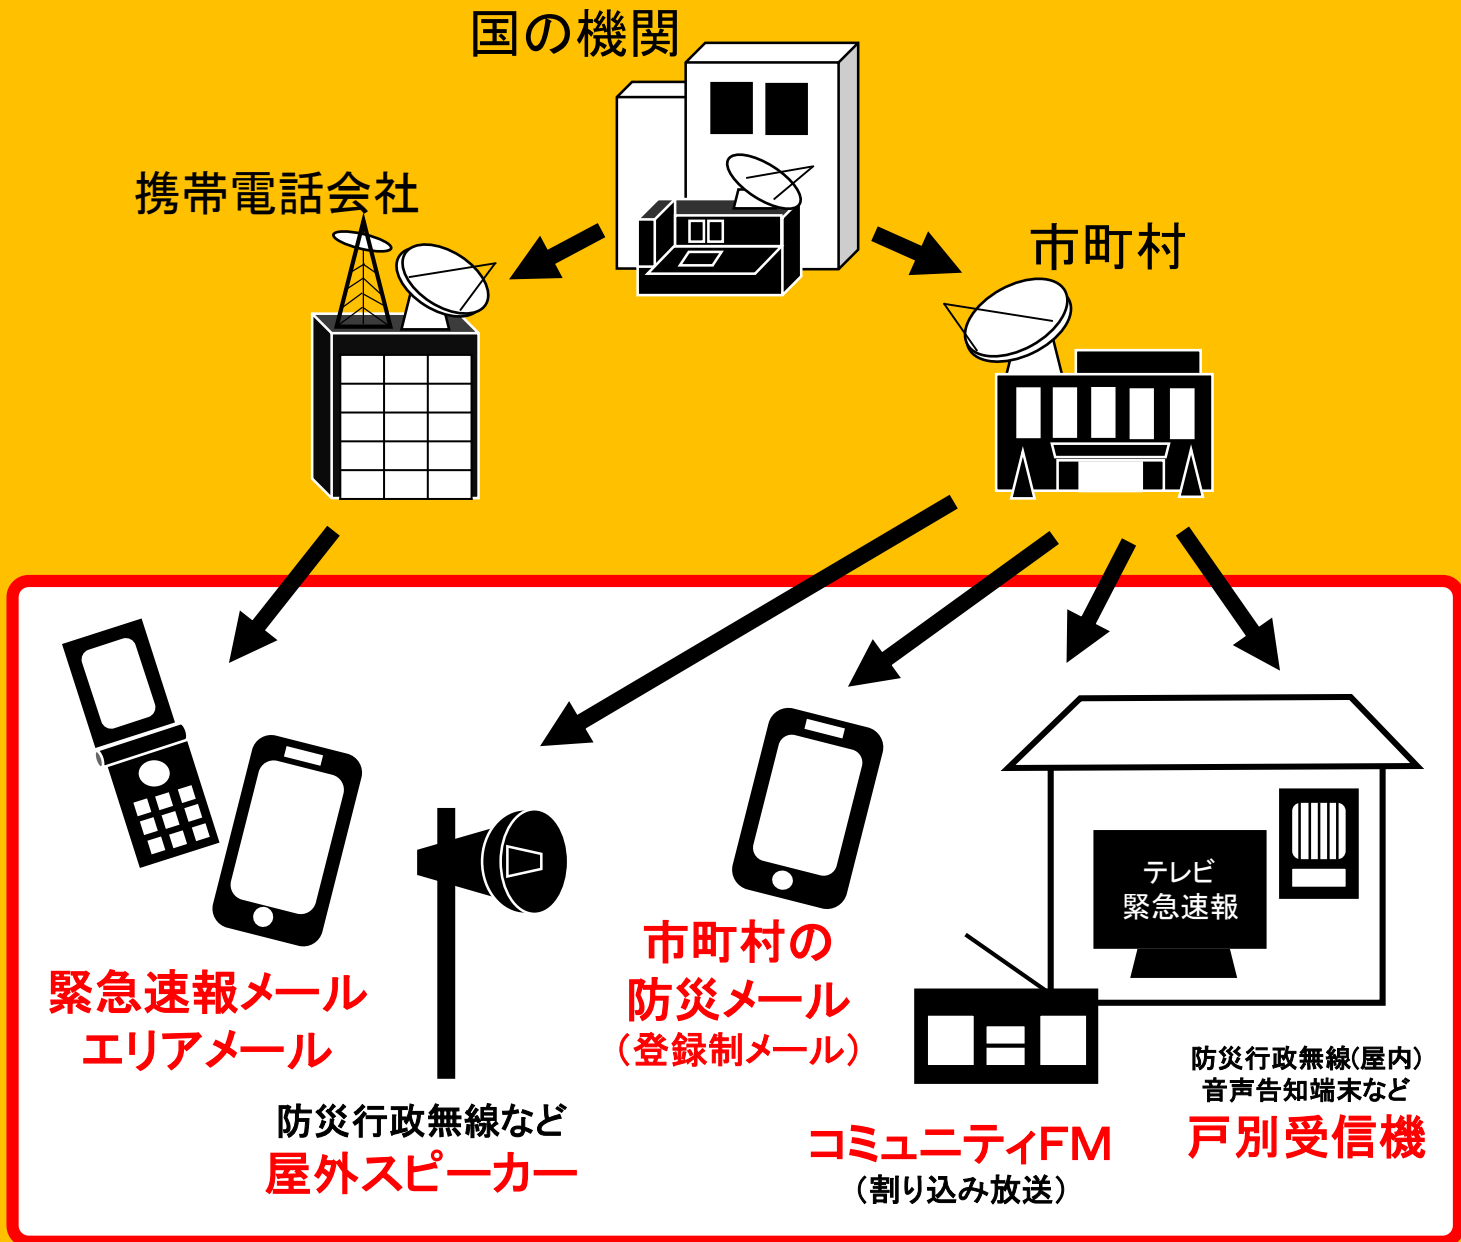 国の機関
携帯電話会社
市町村
テレビ
緊急速報
緊急速報メール
エリアメール
防災行政無線など
屋外スピーカー
市町村の
防災メール
（登録制メール）
コミュニティFM
（割り込み放送）
防災行政無線(屋内)
音声告知端末など
戸別受信機